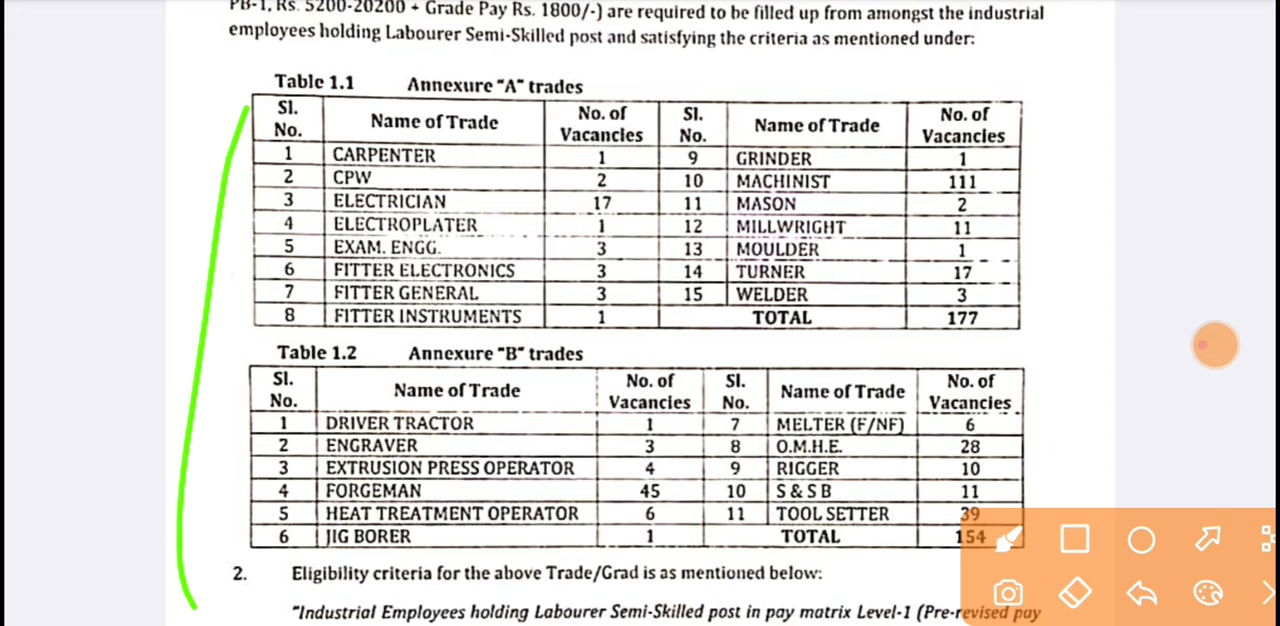 PB-1, Rs. 5200-20200 + Grade Pay Rs. 1800/-) are required to be filled up from amongst the industrial
employees holding Labourer Semi-Skilled post and satisfying the criteria as mentioned under:
Table 1.1 Annexure "A" trades
Sl. No. Name of Trade No. of Vacancies Sl. No. Name of Trade No. of Vacancies
1 CARPENTER 1 9 GRINDER 1
2 CPW 2 10 MACHINIST 111
3 ELECTRICIAN 17 11 MASON 2
4 ELECTROPLATER 1 12 MILLWRIGHT 11
5 EXAM. ENGG. 3 13 MOULDER 1
6 FITTER ELECTRONICS 3 14 TURNER 17
7 FITTER GENERAL 3 15 WELDER 3
8 FITTER INSTRUMENTS 1 TOTAL 177
Table 1.2 Annexure "B" trades
Sl. No. Name of Trade No. of Vacancies Sl. No. Name of Trade No. of Vacancies
1 DRIVER TRACTOR 1 7 MELTER (F/NF) 6
2 ENGRAVER 3 8 O.M.H.E. 28
3 EXTRUSION PRESS OPERATOR 4 9 RIGGER 10
4 FORGEMAN 45 10 S & S B 11
5 HEAT TREATMENT OPERATOR 6 11 TOOL SETTER 39
6 JIG BORER 1 TOTAL 154
2. Eligibility criteria for the above Trade/Grad is as mentioned below:
"Industrial Employees holding Labourer Semi-Skilled post in pay matrix Level-1 (Pre-revised pay